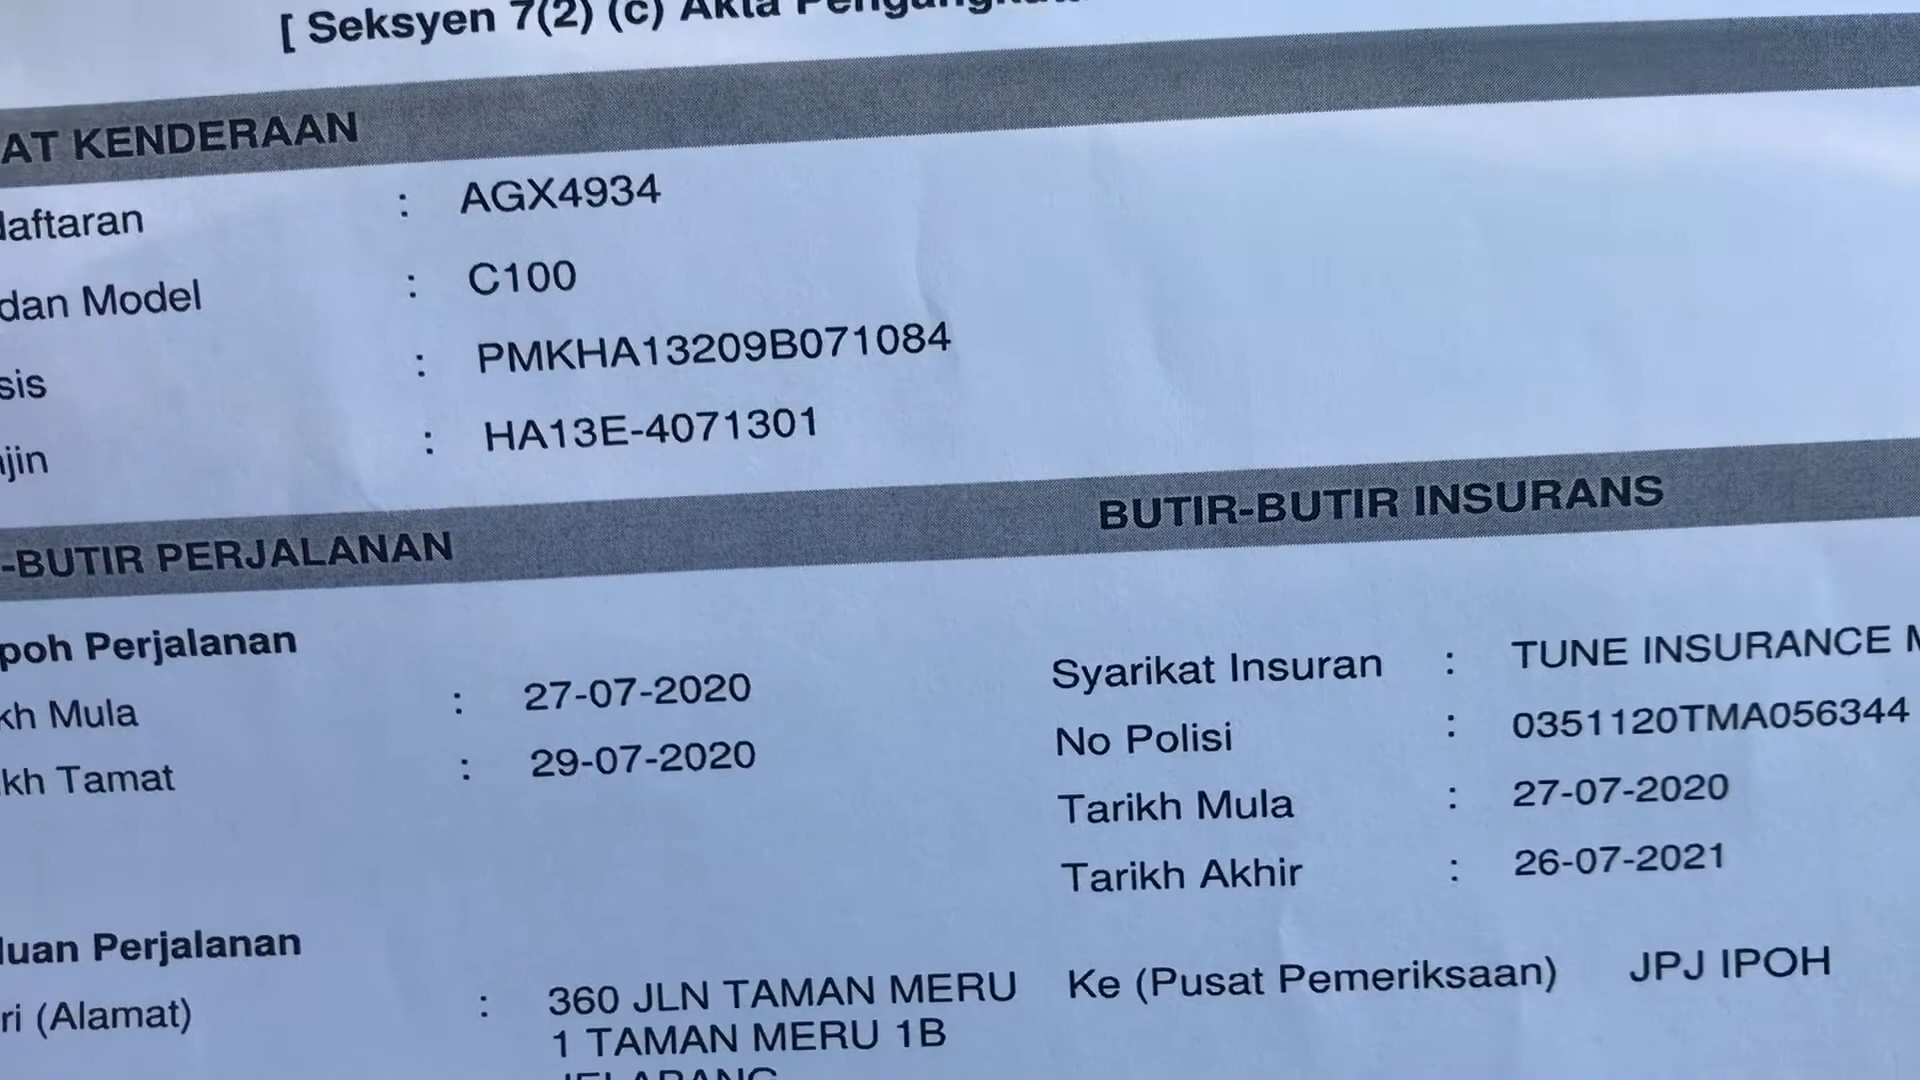 [ Seksyen 7(2) (c) Akta
AT KENDERAAN
daftaran : AGX4934
dan Model : C100
sis : PMKHA13209B071084
jin : HA13E-4071301
-BUTIR PERJALANAN BUTIR-BUTIR INSURANS
poh Perjalanan
kh Mula : 27-07-2020
kh Tamat : 29-07-2020
Syarikat Insuran : TUNE INSURANCE M
No Polisi : 0351120TMA056344
Tarikh Mula : 27-07-2020
Tarikh Akhir : 26-07-2021
juan Perjalanan
ri (Alamat) : 360 JLN TAMAN MERU
1 TAMAN MERU 1B
JELAPANG
Ke (Pusat Pemeriksaan) JPJ IPOH